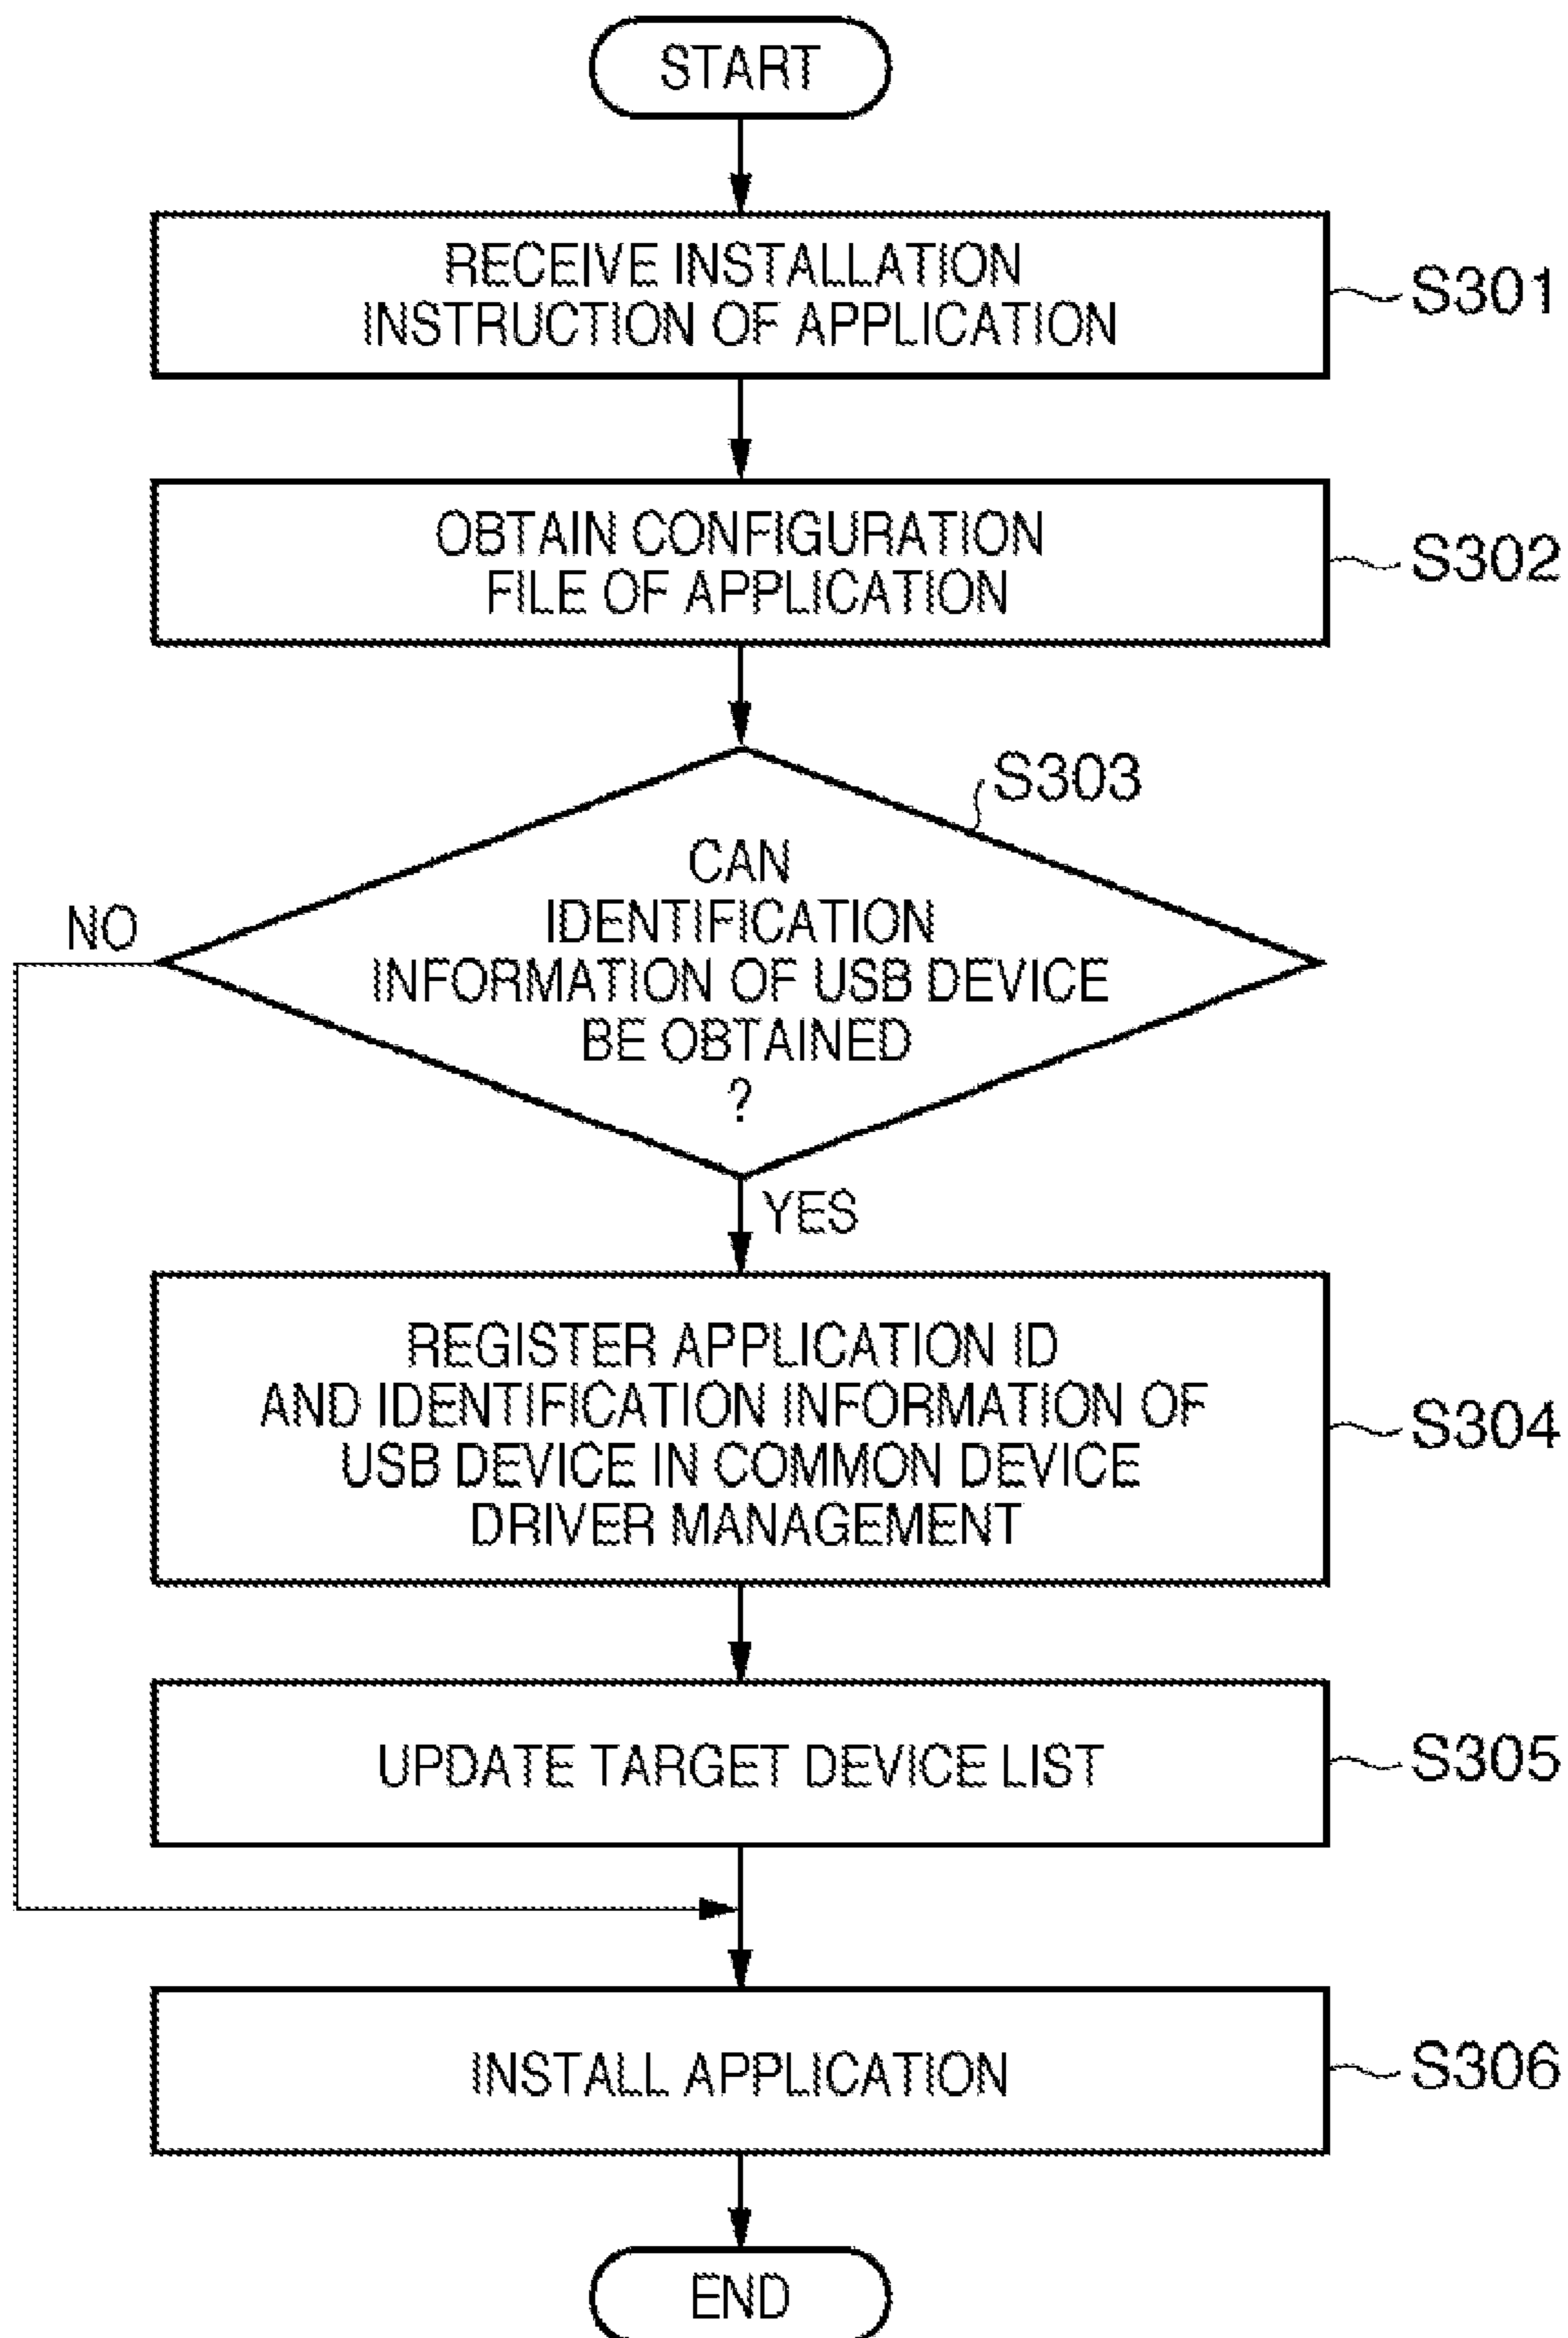 START
RECEIVE INSTALLATION
INSTRUCTION OF APPLICATION
S301
OBTAIN CONFIGURATION
FILE OF APPLICATION
S302
S303
CAN
IDENTIFICATION
INFORMATION OF USB DEVICE
BE OBTAINED
?
NO
YES
REGISTER APPLICATION ID
AND IDENTIFICATION INFORMATION OF
USB DEVICE IN COMMON DEVICE
DRIVER MANAGEMENT
S304
UPDATE TARGET DEVICE LIST
S305
INSTALL APPLICATION
S306
END